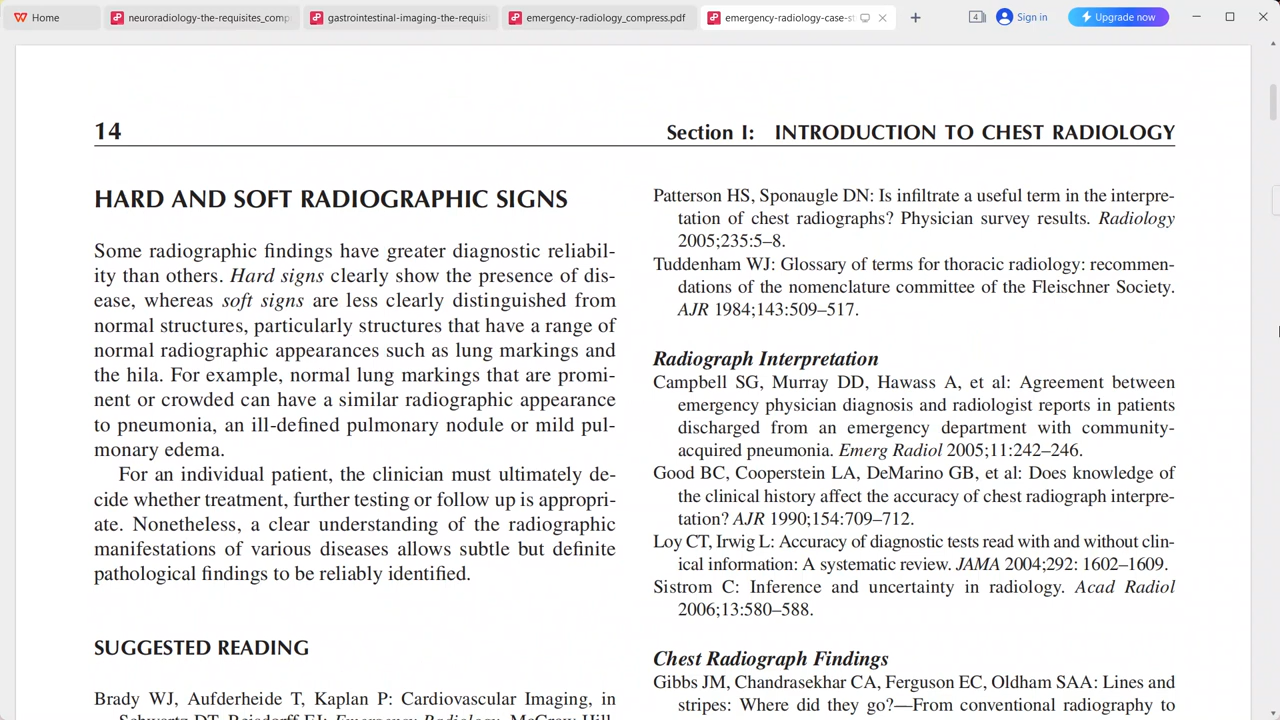 Home
neuroradiology-the-requisites_comp
gastrointestinal-imaging-the-requisit
emergency-radiology_compress.pdf
emergency-radiology-case-st
4
Sign in
Upgrade now
14
Section I: INTRODUCTION TO CHEST RADIOLOGY
HARD AND SOFT RADIOGRAPHIC SIGNS
Some radiographic findings have greater diagnostic reliabil-
ity than others. Hard signs clearly show the presence of dis-
ease, whereas soft signs are less clearly distinguished from
normal structures, particularly structures that have a range of
normal radiographic appearances such as lung markings and
the hila. For example, normal lung markings that are promi-
nent or crowded can have a similar radiographic appearance
to pneumonia, an ill-defined pulmonary nodule or mild pul-
monary edema.
For an individual patient, the clinician must ultimately de-
cide whether treatment, further testing or follow up is appropri-
ate. Nonetheless, a clear understanding of the radiographic
manifestations of various diseases allows subtle but definite
pathological findings to be reliably identified.
SUGGESTED READING
Brady WJ, Aufderheide T, Kaplan P: Cardiovascular Imaging, in
Schwartz DT, Reisdorff EJ: Emergency Radiology. McGraw-Hill,
Patterson HS, Sponaugle DN: Is infiltrate a useful term in the interpre-
tation of chest radiographs? Physician survey results. Radiology
2005;235:5–8.
Tuddenham WJ: Glossary of terms for thoracic radiology: recommen-
dations of the nomenclature committee of the Fleischner Society.
AJR 1984;143:509–517.
Radiograph Interpretation
Campbell SG, Murray DD, Hawass A, et al: Agreement between
emergency physician diagnosis and radiologist reports in patients
discharged from an emergency department with community-
acquired pneumonia. Emerg Radiol 2005;11:242–246.
Good BC, Cooperstein LA, DeMarino GB, et al: Does knowledge of
the clinical history affect the accuracy of chest radiograph interpre-
tation? AJR 1990;154:709–712.
Loy CT, Irwig L: Accuracy of diagnostic tests read with and without clin-
ical information: A systematic review. JAMA 2004;292: 1602–1609.
Sistrom C: Inference and uncertainty in radiology. Acad Radiol
2006;13:580–588.
Chest Radiograph Findings
Gibbs JM, Chandrasekhar CA, Ferguson EC, Oldham SAA: Lines and
stripes: Where did they go?—From conventional radiography to